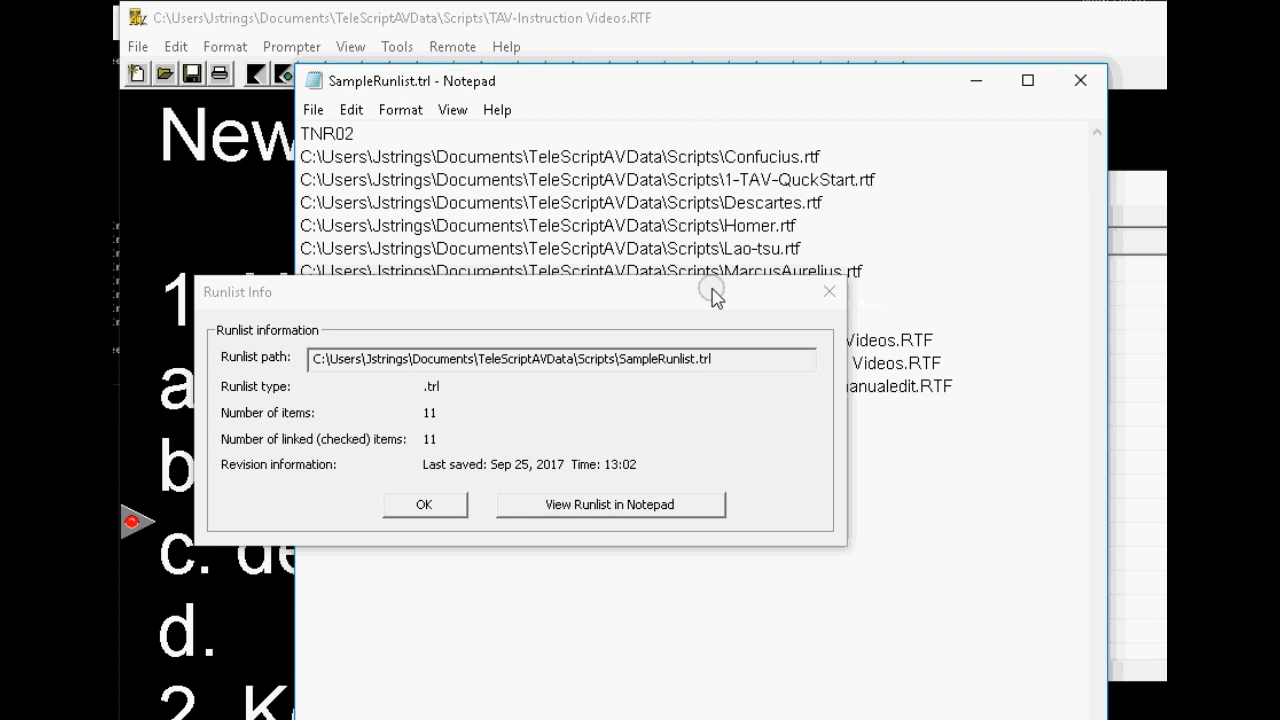 C:\Users\Jstrings\Documents\TeleScriptAVData\Scripts\TAV-Instruction Videos.RTF
File Edit Format Prompter View Tools Remote Help
SampleRunlist.trl - Notepad
File Edit Format View Help
TNR02
C:\Users\Jstrings\Documents\TeleScriptAVData\Scripts\Confucius.rtf
C:\Users\Jstrings\Documents\TeleScriptAVData\Scripts\1-TAV-QuckStart.rtf
C:\Users\Jstrings\Documents\TeleScriptAVData\Scripts\Descartes.rtf
C:\Users\Jstrings\Documents\TeleScriptAVData\Scripts\Homer.rtf
C:\Users\Jstrings\Documents\TeleScriptAVData\Scripts\Lao-tsu.rtf
C:\Users\Jstrings\Documents\TeleScriptAVData\Scripts\MarcusAurelius.rtf
Videos.RTF
Videos.RTF
anualedit.RTF
Runlist Info
Runlist information
Runlist path: C:\Users\Jstrings\Documents\TeleScriptAVData\Scripts\SampleRunlist.trl
Runlist type: .trl
Number of items: 11
Number of linked (checked) items: 11
Revision information: Last saved: Sep 25, 2017 Time: 13:02
OK View Runlist in Notepad
New
1
a
b
c. de
d.
2. K